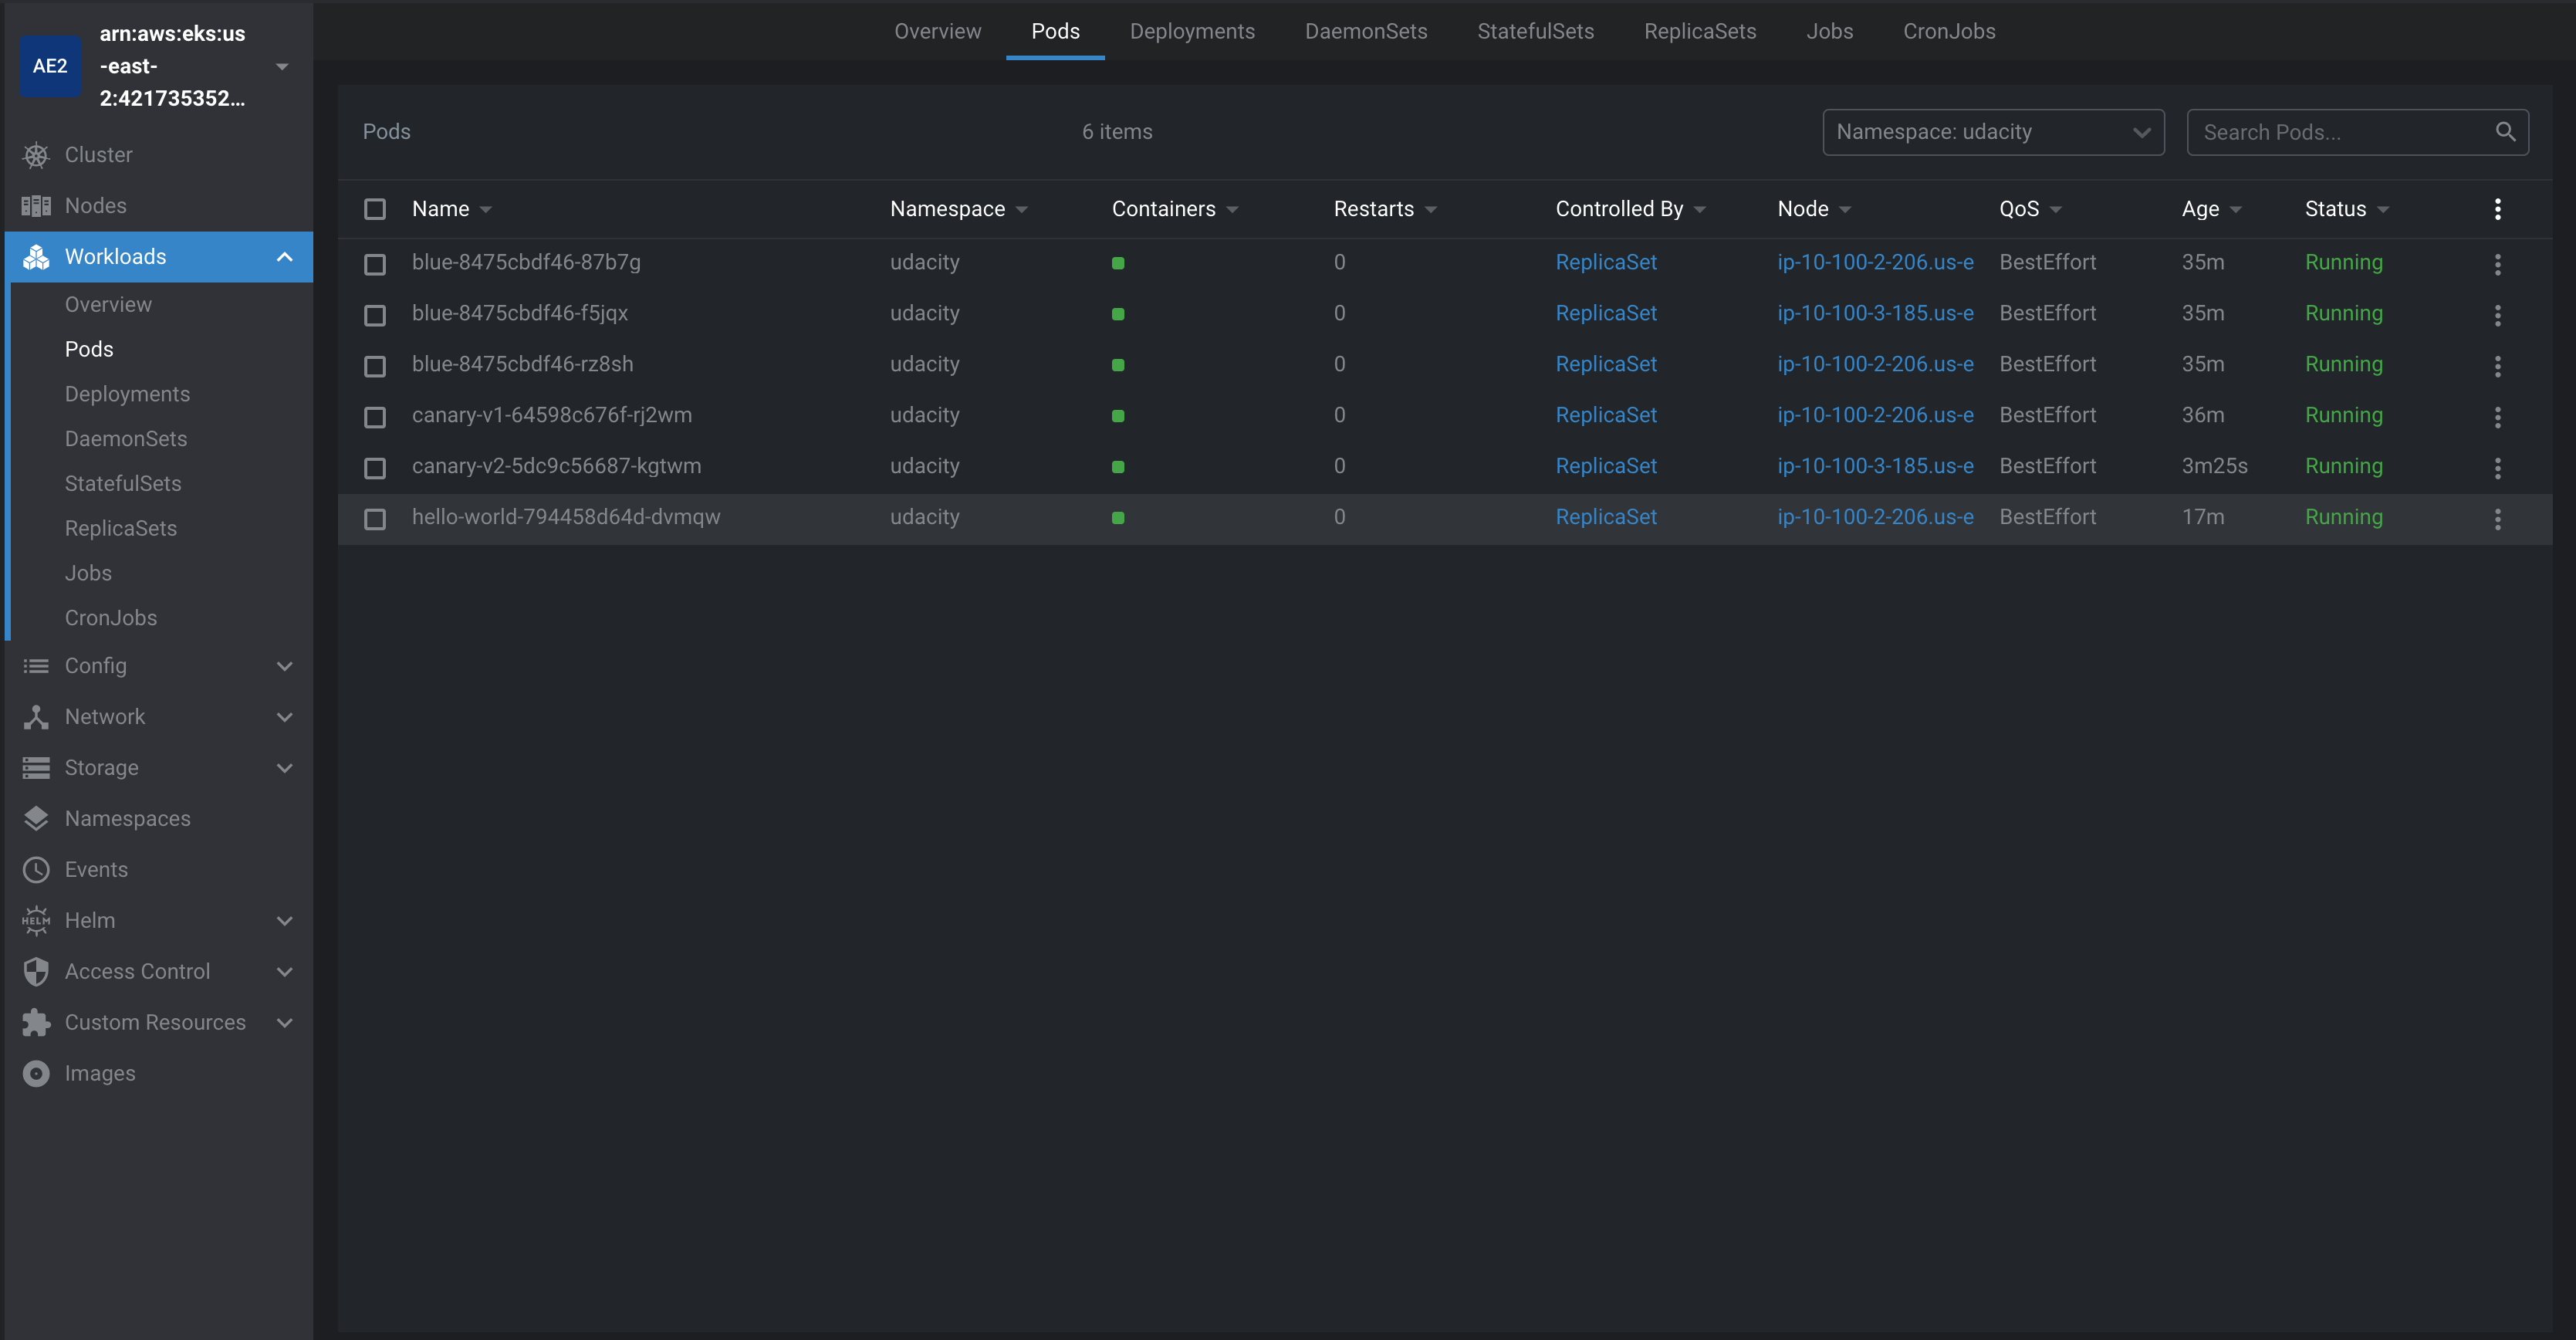 AE2
arn:aws:eks:us
-east-
2:421735352...
Cluster
Nodes
Workloads
Overview
Pods
Deployments
DaemonSets
StatefulSets
ReplicaSets
Jobs
CronJobs
Config
Network
Storage
Namespaces
Events
HELM
Helm
Access Control
Custom Resources
Images
Overview Pods Deployments DaemonSets StatefulSets ReplicaSets Jobs CronJobs
Pods 6 items Namespace: udacity Search Pods...
Name Namespace Containers Restarts Controlled By Node QoS Age Status
blue-8475cbdf46-87b7g udacity 0 ReplicaSet ip-10-100-2-206.us-e BestEffort 35m Running
blue-8475cbdf46-f5jqx udacity 0 ReplicaSet ip-10-100-3-185.us-e BestEffort 35m Running
blue-8475cbdf46-rz8sh udacity 0 ReplicaSet ip-10-100-2-206.us-e BestEffort 35m Running
canary-v1-64598c676f-rj2wm udacity 0 ReplicaSet ip-10-100-2-206.us-e BestEffort 36m Running
canary-v2-5dc9c56687-kgtwm udacity 0 ReplicaSet ip-10-100-3-185.us-e BestEffort 3m25s Running
hello-world-794458d64d-dvmqw udacity 0 ReplicaSet ip-10-100-2-206.us-e BestEffort 17m Running